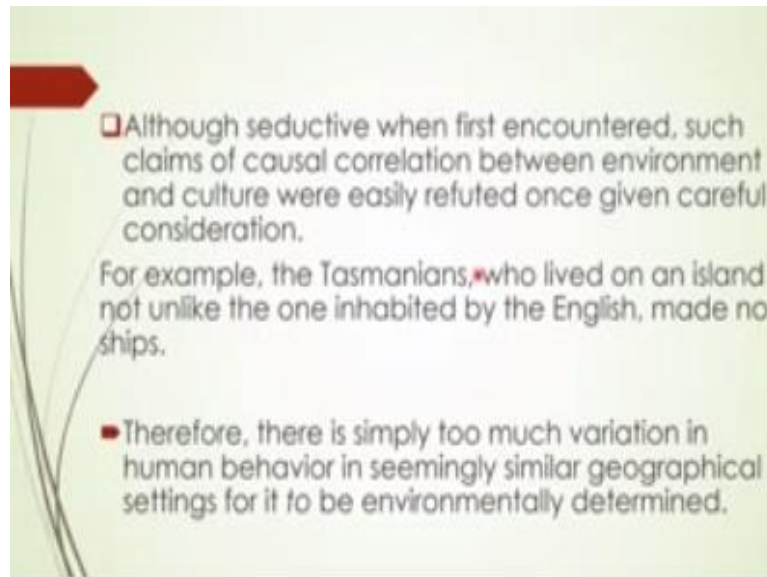 Although seductive when first encountered, such
claims of causal correlation between environment
and culture were easily refuted once given careful
consideration.
For example, the Tasmanians, who lived on an island
not unlike the one inhabited by the English, made no
ships.
Therefore, there is simply too much variation in
human behavior in seemingly similar geographical
settings for it to be environmentally determined.